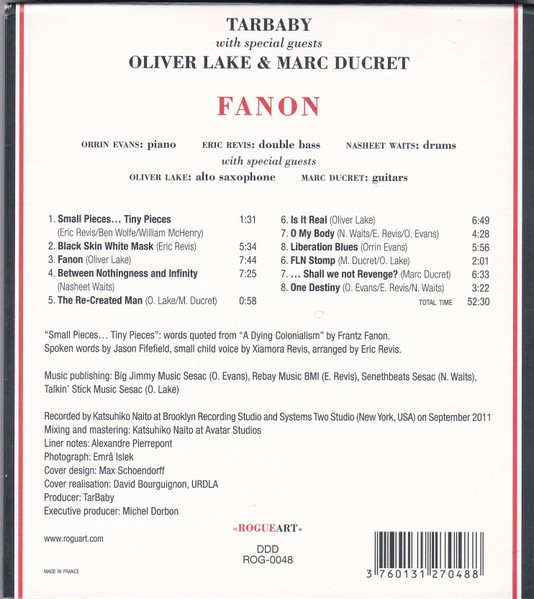 TARBABY
with special guests
OLIVER LAKE & MARC DUCRET
FANON
ORRIN EVANS: piano ERIC REVIS: double bass NASHEET WAITS: drums
with special guests
OLIVER LAKE: alto saxophone MARC DUCRET: guitars
1. Small Pieces… Tiny Pieces 1:31
(Eric Revis/Ben Wolfe/William McHenry)
2. Black Skin White Mask (Eric Revis) 5:34
3. Fanon (Oliver Lake) 7:44
4. Between Nothingness and Infinity 7:25
(Nasheet Waits)
5. The Re-Created Man (O. Lake/M. Ducret) 0:58
6. Is It Real (Oliver Lake) 6:49
7. O My Body (N. Waits/E. Revis/O. Evans) 4:28
8. Liberation Blues (Orrin Evans) 5:56
6. FLN Stomp (M. Ducret/O. Lake) 2:01
7. … Shall we not Revenge? (Marc Ducret) 6:33
8. One Destiny (O. Evans/E. Revis/N. Waits) 3:22
TOTAL TIME 52:30
“Small Pieces… Tiny Pieces”: words quoted from “A Dying Colonialism” by Frantz Fanon.
Spoken words by Jason Fifefield, small child voice by Xiamora Revis, arranged by Eric Revis.
Music publishing: Big Jimmy Music Sesac (O. Evans), Rebay Music BMI (E. Revis), Senethbeats Sesac (N. Waits),
Talkin’ Stick Music Sesac (O. Lake)
Recorded by Katsuhiko Naito at Brooklyn Recording Studio and Systems Two Studio (New York, USA) on September 2011
Mixing and mastering: Katsuhiko Naito at Avatar Studios
Liner notes: Alexandre Pierrepont
Photograph: Emrâ Islek
Cover design: Max Schoendorff
Cover realisation: David Bourguignon, URDLA
Producer: TarBaby
Executive producer: Michel Dorbon
«ROGUEART»
www.roguart.com
DDD
ROG-0048
MADE IN FRANCE
3 760131 270488